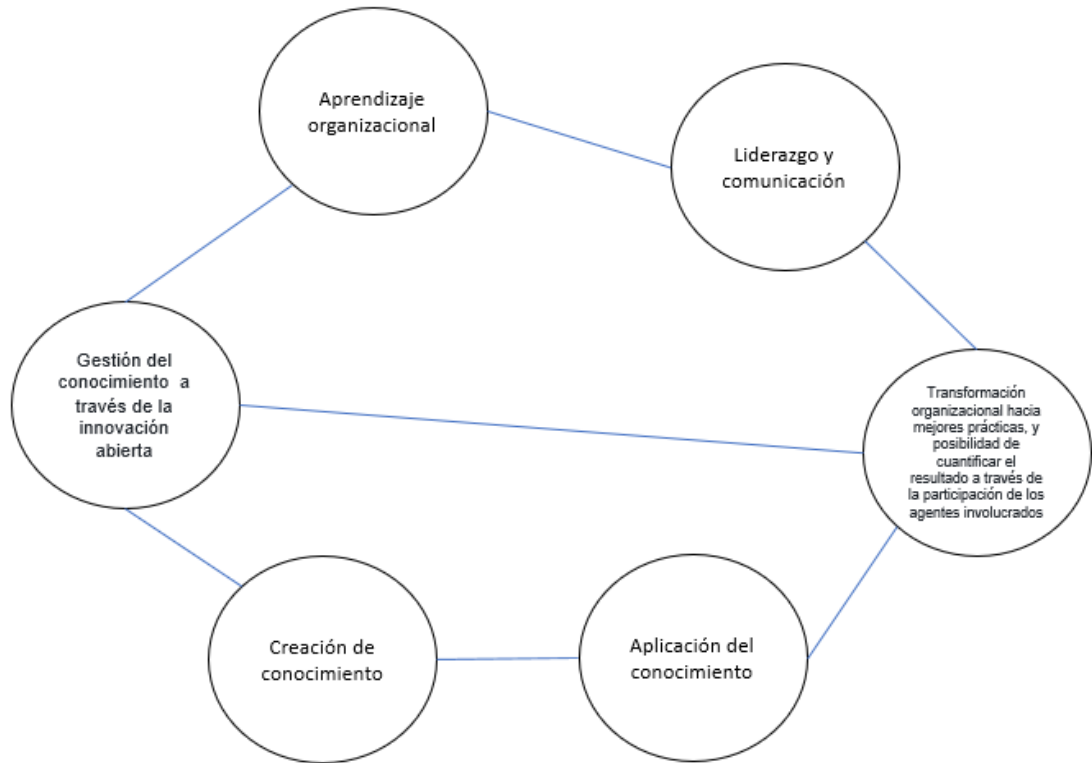 Aprendizaje
organizacional
Liderazgo y
comunicación
Gestión del
conocimiento a
través de la
innovación
abierta
Transformación
organizacional hacia
mejores prácticas, y
posibilidad de
cuantificar el
resultado a través de
la participación de los
agentes involucrados
Creación de
conocimiento
Aplicación del
conocimiento